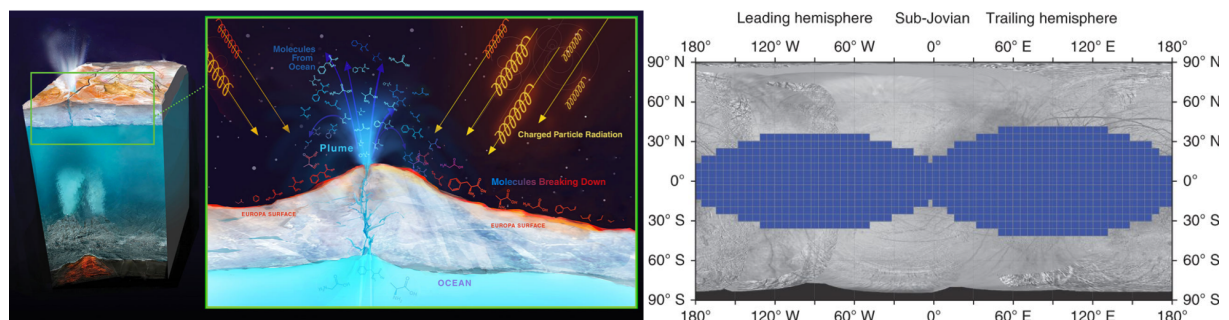 Molecules
From
Ocean
Charged Particle Radiation
Plume
Molecules Breaking Down
EUROPA SURFACE
EUROPA SURFACE
OCEAN
Leading hemisphere Sub-Jovian Trailing hemisphere
180° 120° W 60° W 0° 60° E 120° E 180°
90° N
60° N
30° N
0°
30° S
60° S
90° S
90° N
60° N
30° N
0°
30° S
60° S
90° S
180° 120° W 60° W 0° 60° E 120° E 180°